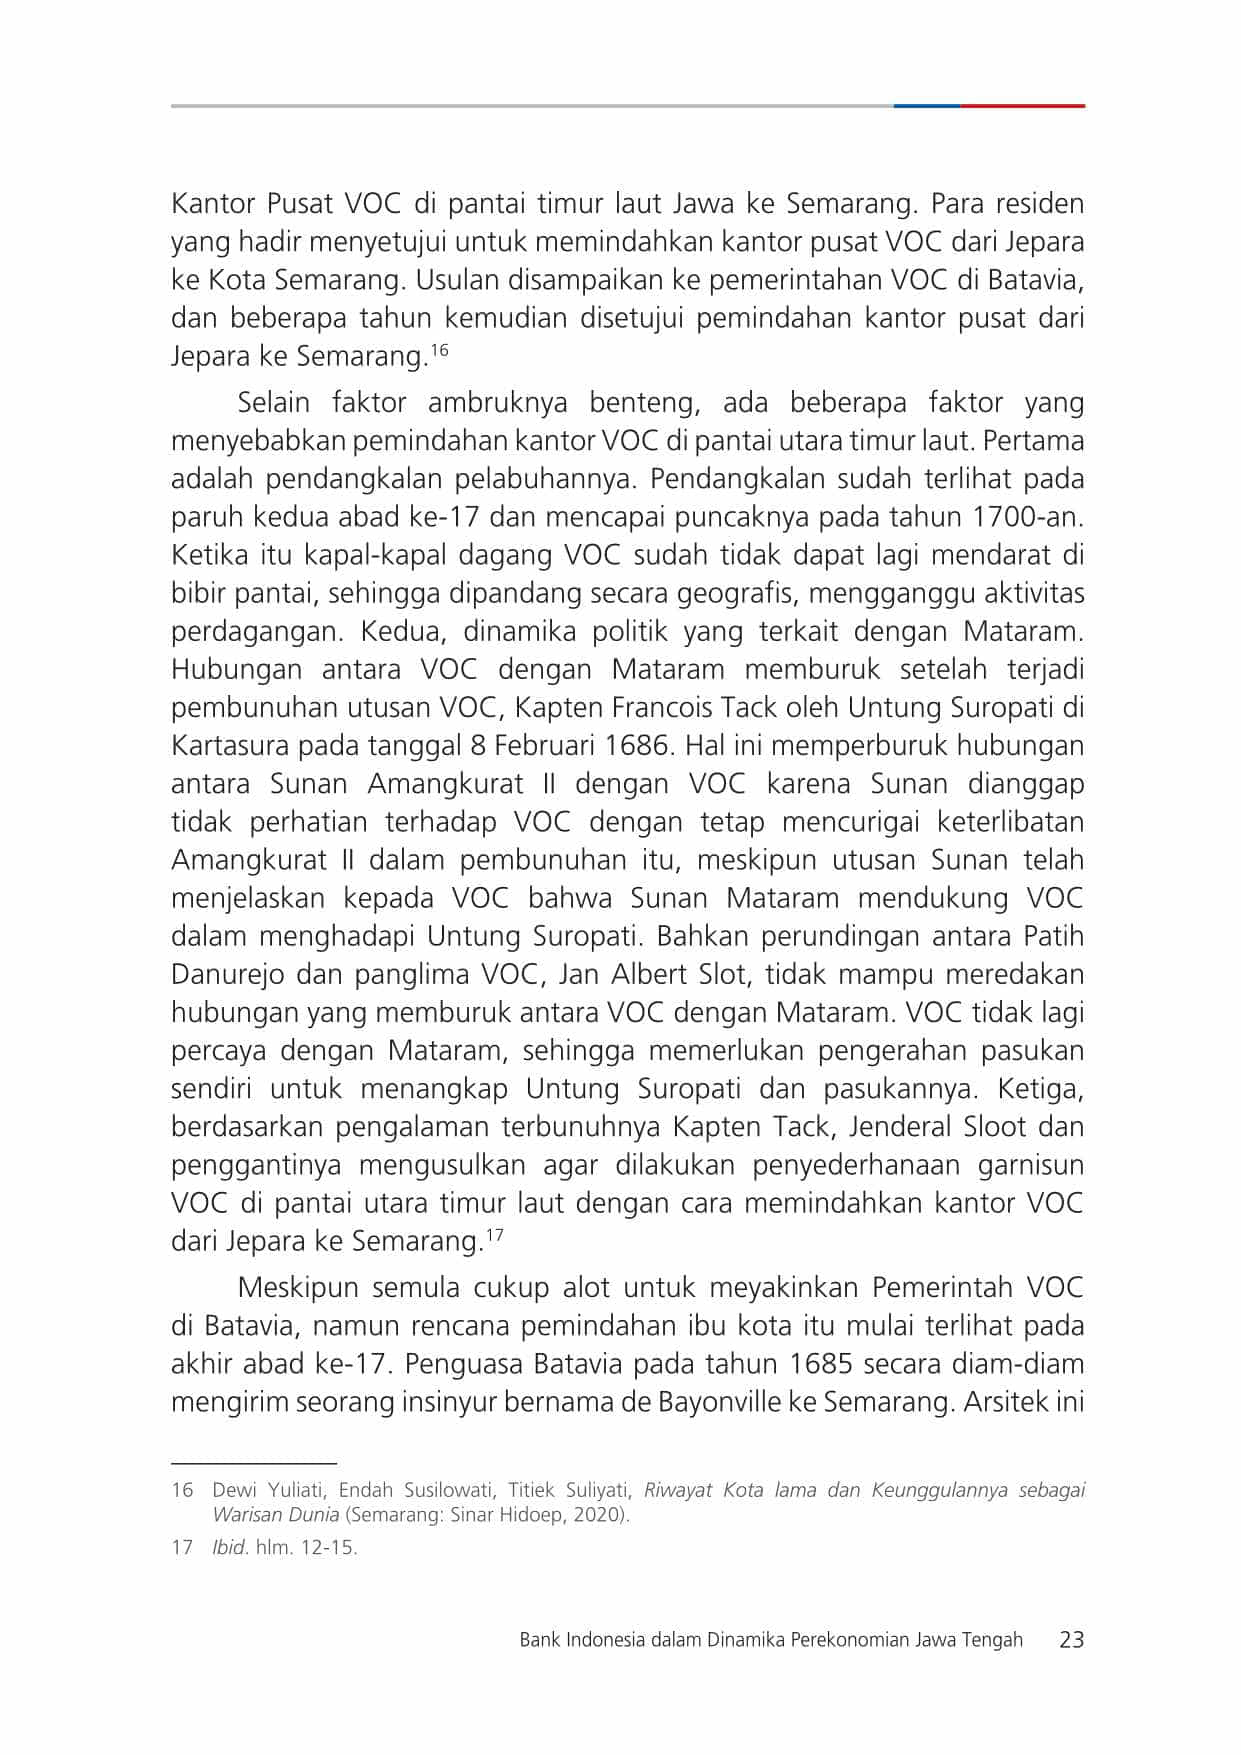 Kantor Pusat VOC di pantai timur laut Jawa ke Semarang. Para residen
yang hadir menyetujui untuk memindahkan kantor pusat VOC dari Jepara
ke Kota Semarang. Usulan disampaikan ke pemerintahan VOC di Batavia,
dan beberapa tahun kemudian disetujui pemindahan kantor pusat dari
Jepara ke Semarang.16
Selain faktor ambruknya benteng, ada beberapa faktor yang
menyebabkan pemindahan kantor VOC di pantai utara timur laut. Pertama
adalah pendangkalan pelabuhannya. Pendangkalan sudah terlihat pada
paruh kedua abad ke-17 dan mencapai puncaknya pada tahun 1700-an.
Ketika itu kapal-kapal dagang VOC sudah tidak dapat lagi mendarat di
bibir pantai, sehingga dipandang secara geografis, mengganggu aktivitas
perdagangan. Kedua, dinamika politik yang terkait dengan Mataram.
Hubungan antara VOC dengan Mataram memburuk setelah terjadi
pembunuhan utusan VOC, Kapten Francois Tack oleh Untung Suropati di
Kartasura pada tanggal 8 Februari 1686. Hal ini memperburuk hubungan
antara Sunan Amangkurat II dengan VOC karena Sunan dianggap
tidak perhatian terhadap VOC dengan tetap mencurigai keterlibatan
Amangkurat II dalam pembunuhan itu, meskipun utusan Sunan telah
menjelaskan kepada VOC bahwa Sunan Mataram mendukung VOC
dalam menghadapi Untung Suropati. Bahkan perundingan antara Patih
Danurejo dan panglima VOC, Jan Albert Slot, tidak mampu meredakan
hubungan yang memburuk antara VOC dengan Mataram. VOC tidak lagi
percaya dengan Mataram, sehingga memerlukan pengerahan pasukan
sendiri untuk menangkap Untung Suropati dan pasukannya. Ketiga,
berdasarkan pengalaman terbunuhnya Kapten Tack, Jenderal Sloot dan
penggantinya mengusulkan agar dilakukan penyederhanaan garnisun
VOC di pantai utara timur laut dengan cara memindahkan kantor VOC
dari Jepara ke Semarang.17
Meskipun semula cukup alot untuk meyakinkan Pemerintah VOC
di Batavia, namun rencana pemindahan ibu kota itu mulai terlihat pada
akhir abad ke-17. Penguasa Batavia pada tahun 1685 secara diam-diam
mengirim seorang insinyur bernama de Bayonville ke Semarang. Arsitek ini
16 Dewi Yuliati, Endah Susilowati, Titiek Suliyati, Riwayat Kota lama dan Keunggulannya sebagai
Warisan Dunia (Semarang: Sinar Hidoep, 2020).
17 Ibid. hlm. 12-15.
Bank Indonesia dalam Dinamika Perekonomian Jawa Tengah 23